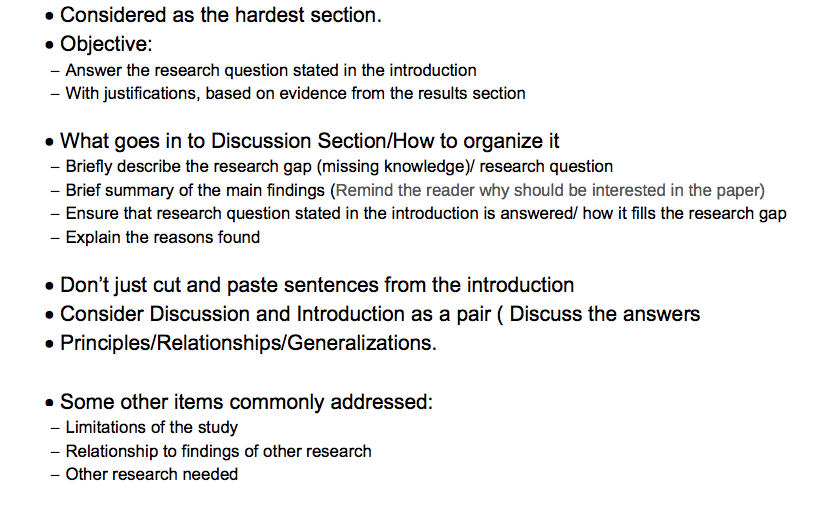 • Considered as the hardest section.
• Objective:
– Answer the research question stated in the introduction
– With justifications, based on evidence from the results section
• What goes in to Discussion Section/How to organize it
– Briefly describe the research gap (missing knowledge)/ research question
– Brief summary of the main findings (Remind the reader why should be interested in the paper)
– Ensure that research question stated in the introduction is answered/ how it fills the research gap
– Explain the reasons found
• Don’t just cut and paste sentences from the introduction
• Consider Discussion and Introduction as a pair ( Discuss the answers
• Principles/Relationships/Generalizations.
• Some other items commonly addressed:
– Limitations of the study
– Relationship to findings of other research
– Other research needed